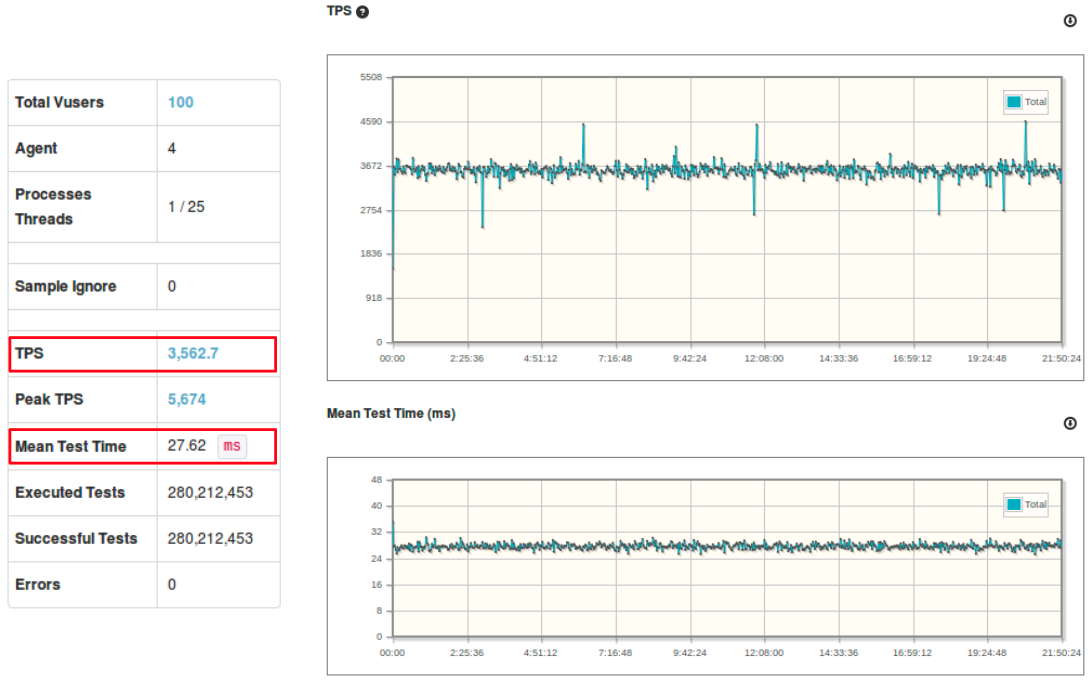 TPS
Total Vusers 100
Agent 4
Processes
Threads
1 / 25
Sample Ignore 0
TPS 3,562.7
Peak TPS 5,674
Mean Test Time 27.62 ms
Executed Tests 280,212,453
Successful Tests 280,212,453
Errors 0
5508
4590
3672
2754
1836
918
0
Total
00:00 2:25:36 4:51:12 7:16:48 9:42:24 12:08:00 14:33:36 16:59:12 19:24:48 21:50:24
Mean Test Time (ms)
48
40
32
24
16
8
0
Total
00:00 2:25:36 4:51:12 7:16:48 9:42:24 12:08:00 14:33:36 16:59:12 19:24:48 21:50:24